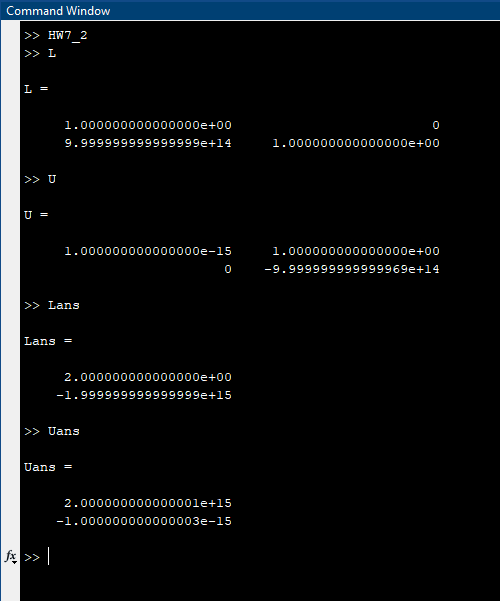 Command Window
>> HW7_2
>> L
L =
1.000000000000000e+00 0
9.999999999999999e+14 1.000000000000000e+00
>> U
U =
1.000000000000000e-15 1.000000000000000e+00
0 -9.999999999999969e+14
>> Lans
Lans =
2.000000000000000e+00
-1.999999999999999e+15
>> Uans
Uans =
2.000000000000001e+15
-1.000000000000003e-15
fx >>